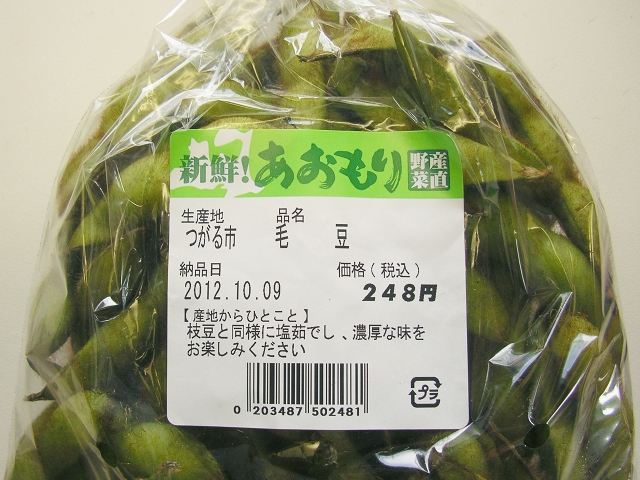 新鮮!あおもり 産直野菜
生産地 品名
つがる市 毛 豆
納品日 価格(税込)
2012.10.09 248円
【産地からひとこと】
枝豆と同様に塩茹でし、濃厚な味を
お楽しみください
0 203487 502481
プラ